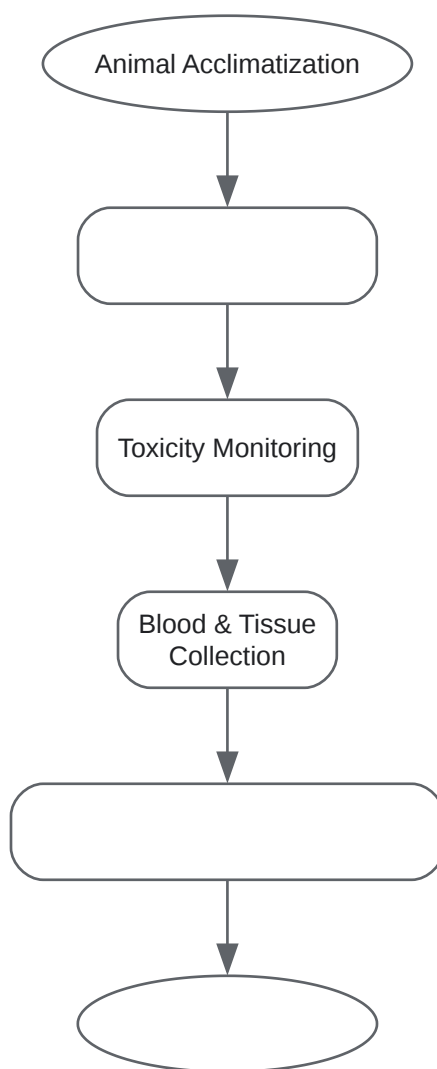 Animal Acclimatization
Toxicity Monitoring
Blood & Tissue
Collection